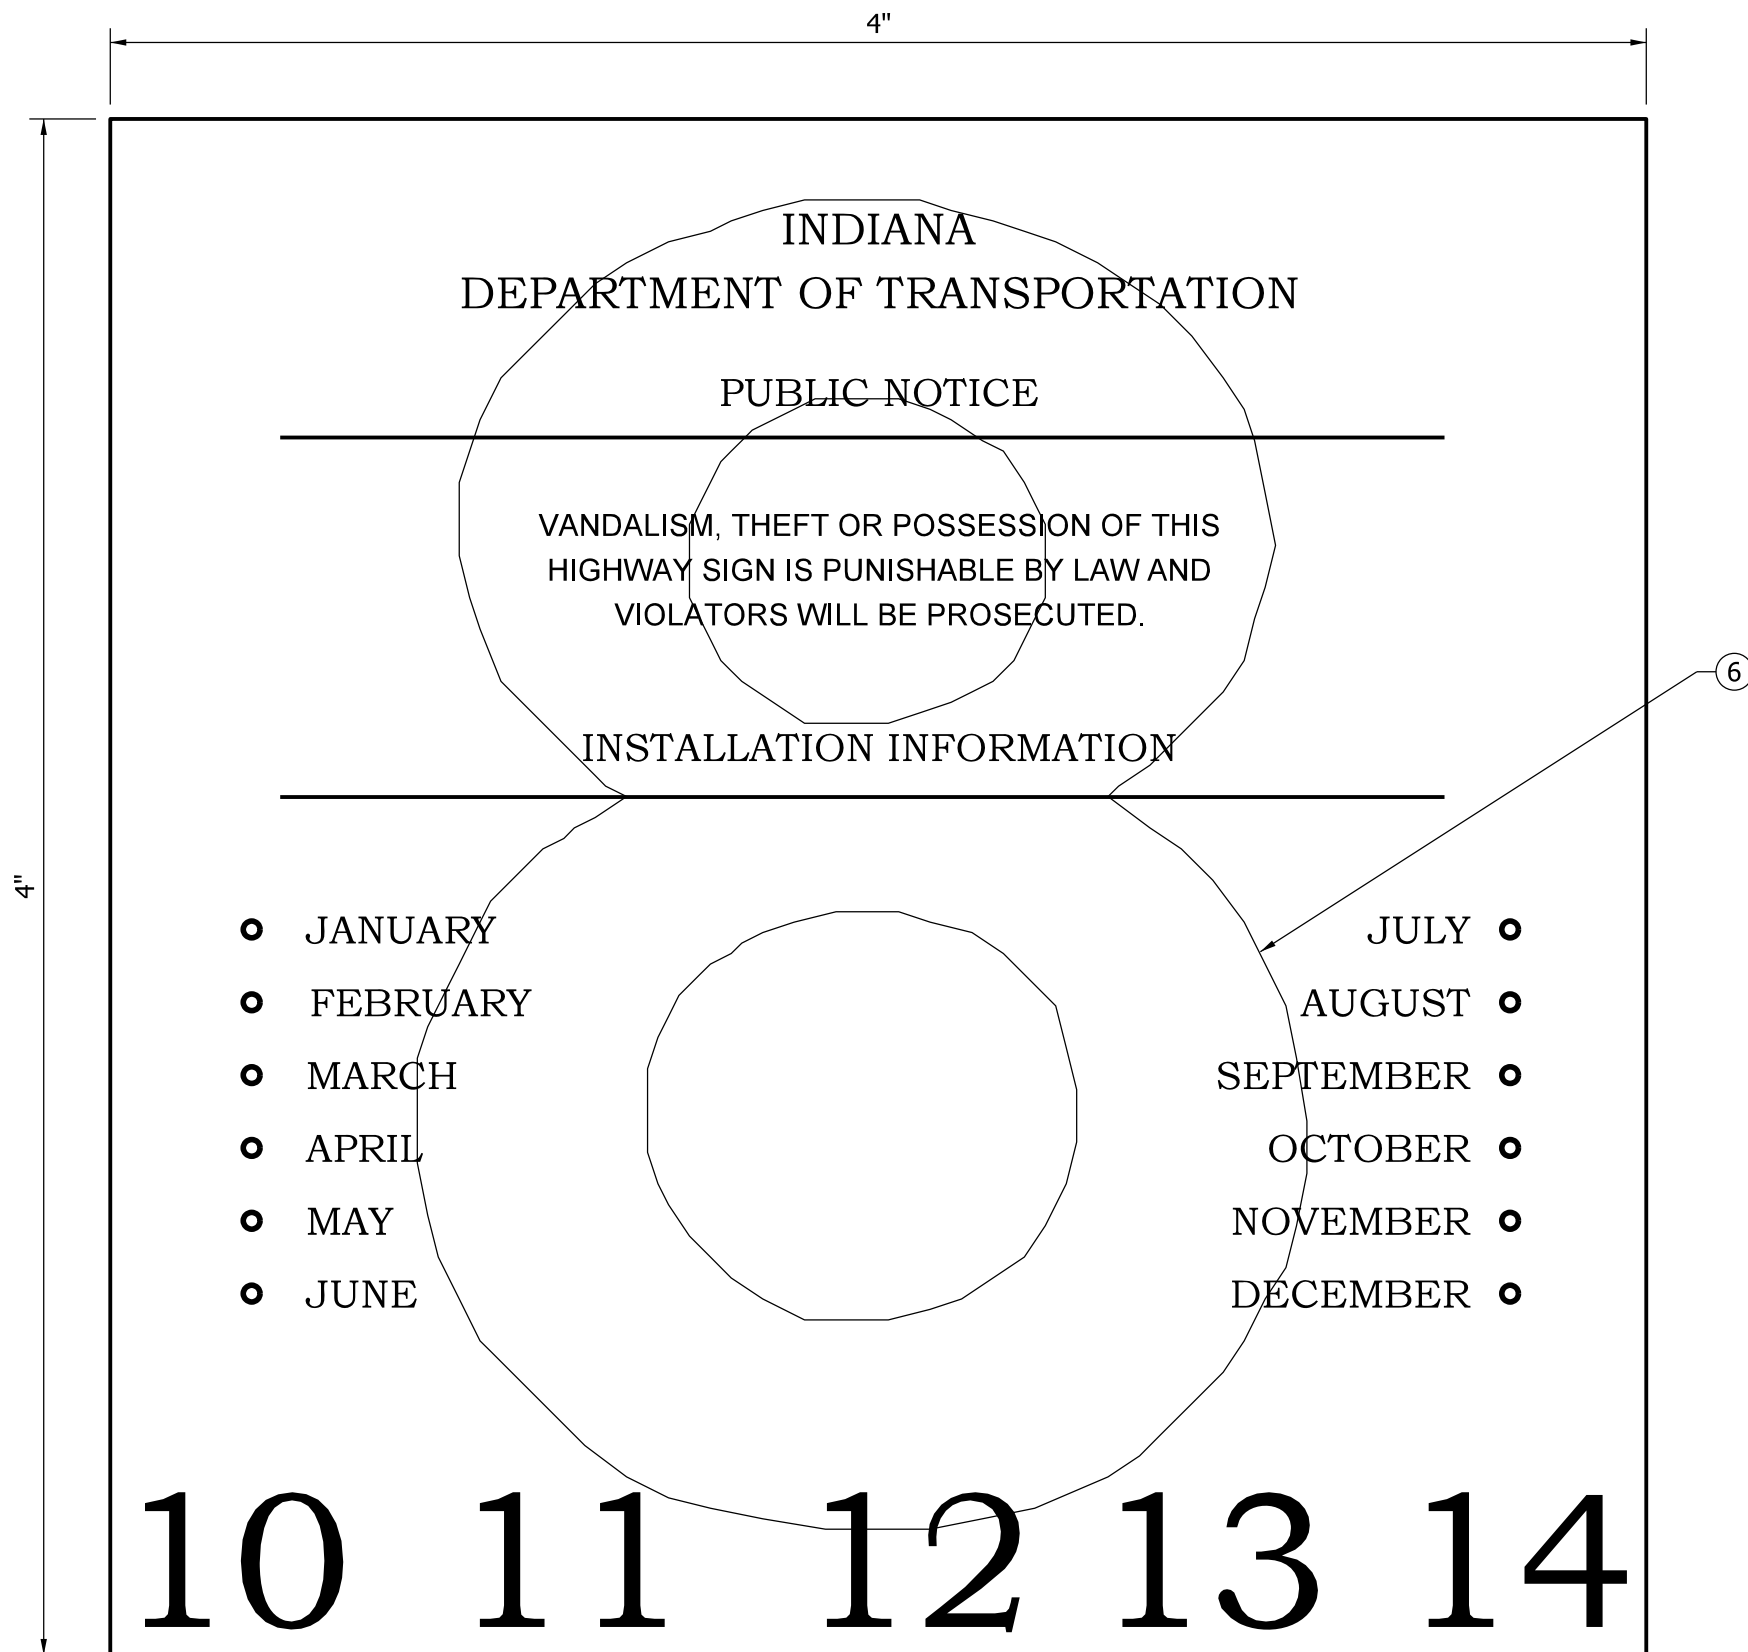 4"
INDIANA
DEPARTMENT OF TRANSPORTATION
PUBLIC NOTICE
VANDALISM, THEFT OR POSSESSION OF THIS
HIGHWAY SIGN IS PUNISHABLE BY LAW AND
VIOLATORS WILL BE PROSECUTED.
6
INSTALLATION INFORMATION
8
4"
JANUARY JULY
FEBRUARY AUGUST
MARCH SEPTEMBER
APRIL OCTOBER
MAY NOVEMBER
JUNE DECEMBER
10 11 12 13 14